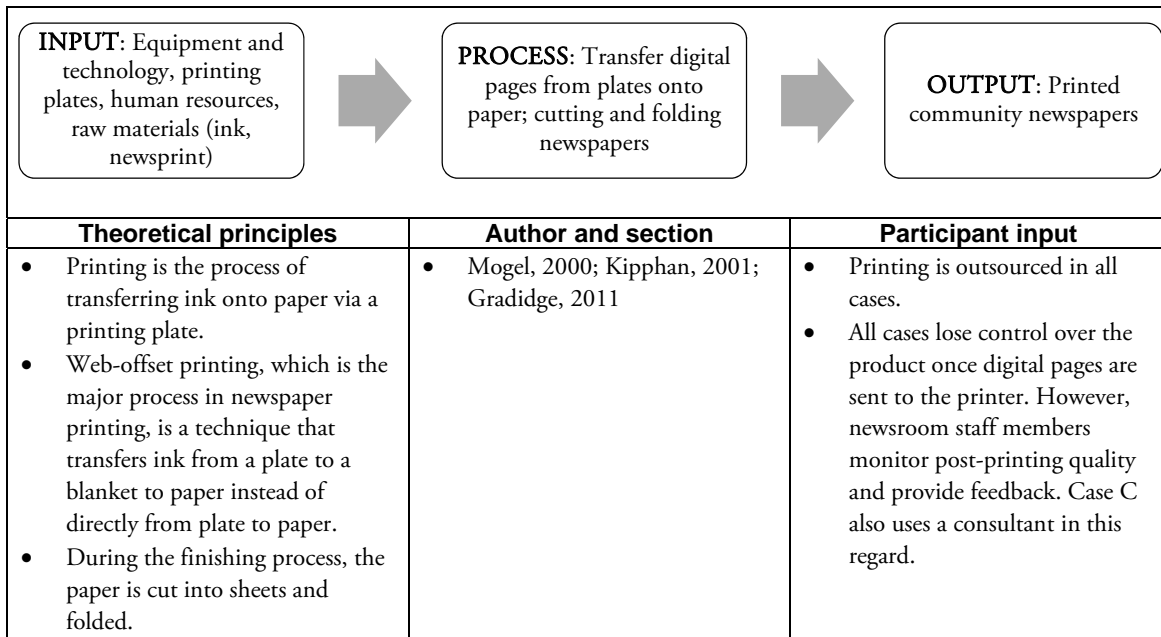 INPUT: Equipment and
technology, printing
plates, human resources,
raw materials (ink,
newsprint)
PROCESS: Transfer digital
pages from plates onto
paper; cutting and folding
newspapers
OUTPUT: Printed
community newspapers
Theoretical principles
Author and section
Participant input
• Printing is the process of
transferring ink onto paper via a
printing plate.
• Web-offset printing, which is the
major process in newspaper
printing, is a technique that
transfers ink from a plate to a
blanket to paper instead of
directly from plate to paper.
• During the finishing process, the
paper is cut into sheets and
folded.
• Mogel, 2000; Kipphan, 2001;
Gradidge, 2011
• Printing is outsourced in all
cases.
• All cases lose control over the
product once digital pages are
sent to the printer. However,
newsroom staff members
monitor post-printing quality
and provide feedback. Case C
also uses a consultant in this
regard.